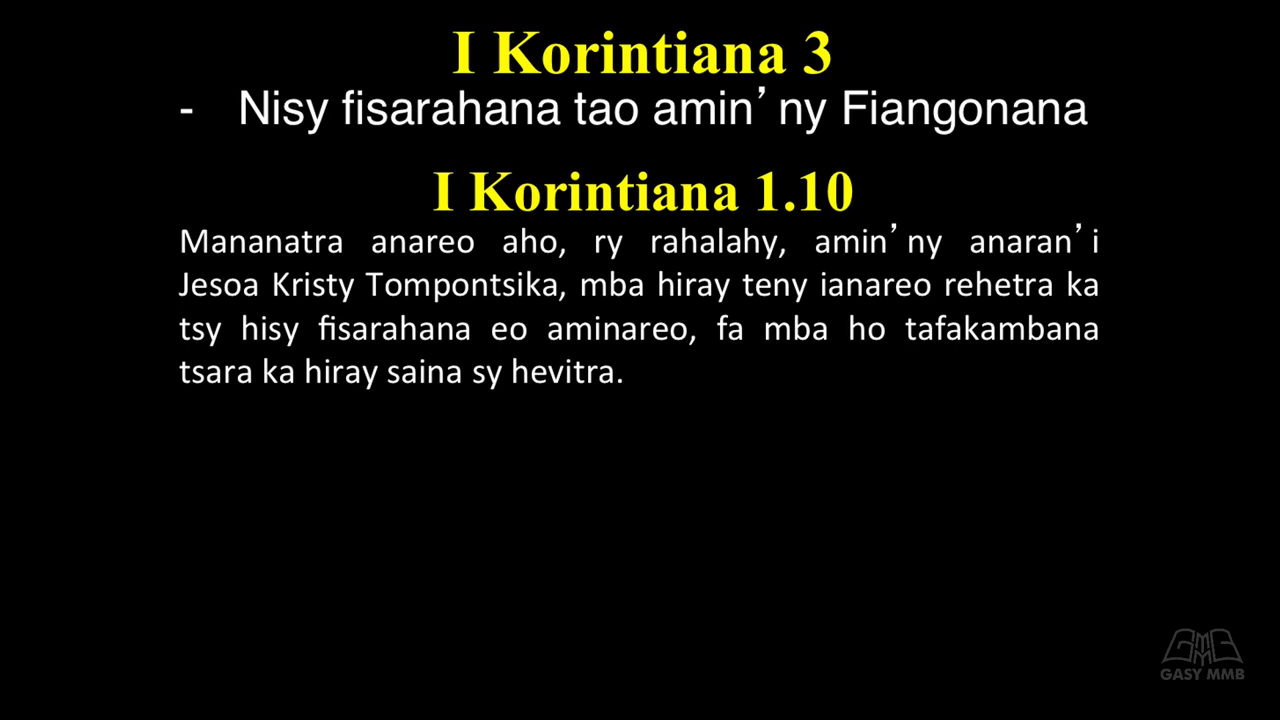 I Korintiana 3
- Nisy fisarahana tao amin’ny Fiangonana
I Korintiana 1.10
Mananatra anareo aho, ry rahalahy, amin’ny anaran’i
Jesoa Kristy Tompontsika, mba hiray teny ianareo rehetra ka
tsy hisy fisarahana eo aminareo, fa mba ho tafakambana
tsara ka hiray saina sy hevitra.
GMMB
GASY MMB